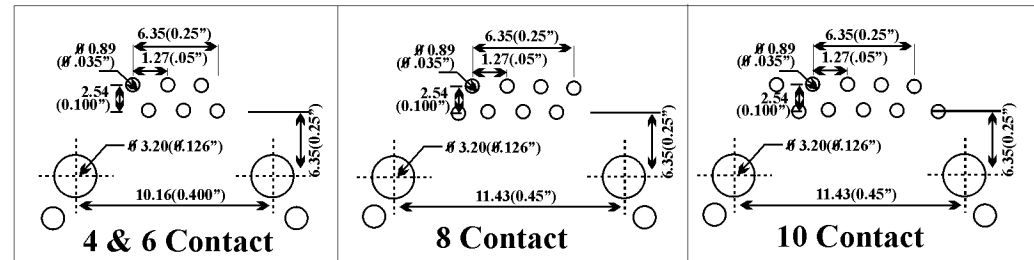 6.35(0.25”)
ø 0.89
(ø .035”)
1.27(.05”)
2.54
(0.100”)
6.35(0.25”)
ø 3.20(ø.126”)
10.16(0.400”)
4 & 6 Contact
6.35(0.25”)
ø 0.89
(ø .035”)
1.27(.05”)
2.54
(0.100”)
6.35(0.25”)
ø 3.20(ø.126”)
11.43(0.45”)
8 Contact
6.35(0.25”)
ø 0.89
(ø .035”)
1.27(.05”)
2.54
(0.100”)
6.35(0.25”)
ø 3.20(ø.126”)
11.43(0.45”)
10 Contact